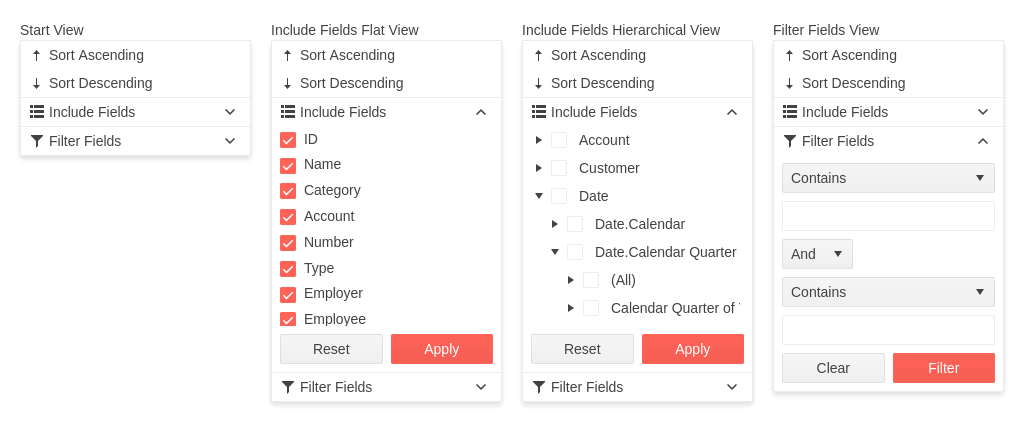 Start View
Sort Ascending
Sort Descending
Include Fields
Filter Fields
Include Fields Flat View
Sort Ascending
Sort Descending
Include Fields
ID
Name
Category
Account
Number
Type
Employer
Employee
Reset
Apply
Filter Fields
Include Fields Hierarchical View
Sort Ascending
Sort Descending
Include Fields
Account
Customer
Date
Date.Calendar
Date.Calendar Quarter
(All)
Calendar Quarter of
Reset
Apply
Filter Fields
Filter Fields View
Sort Ascending
Sort Descending
Include Fields
Filter Fields
Contains
And
Contains
Clear
Filter